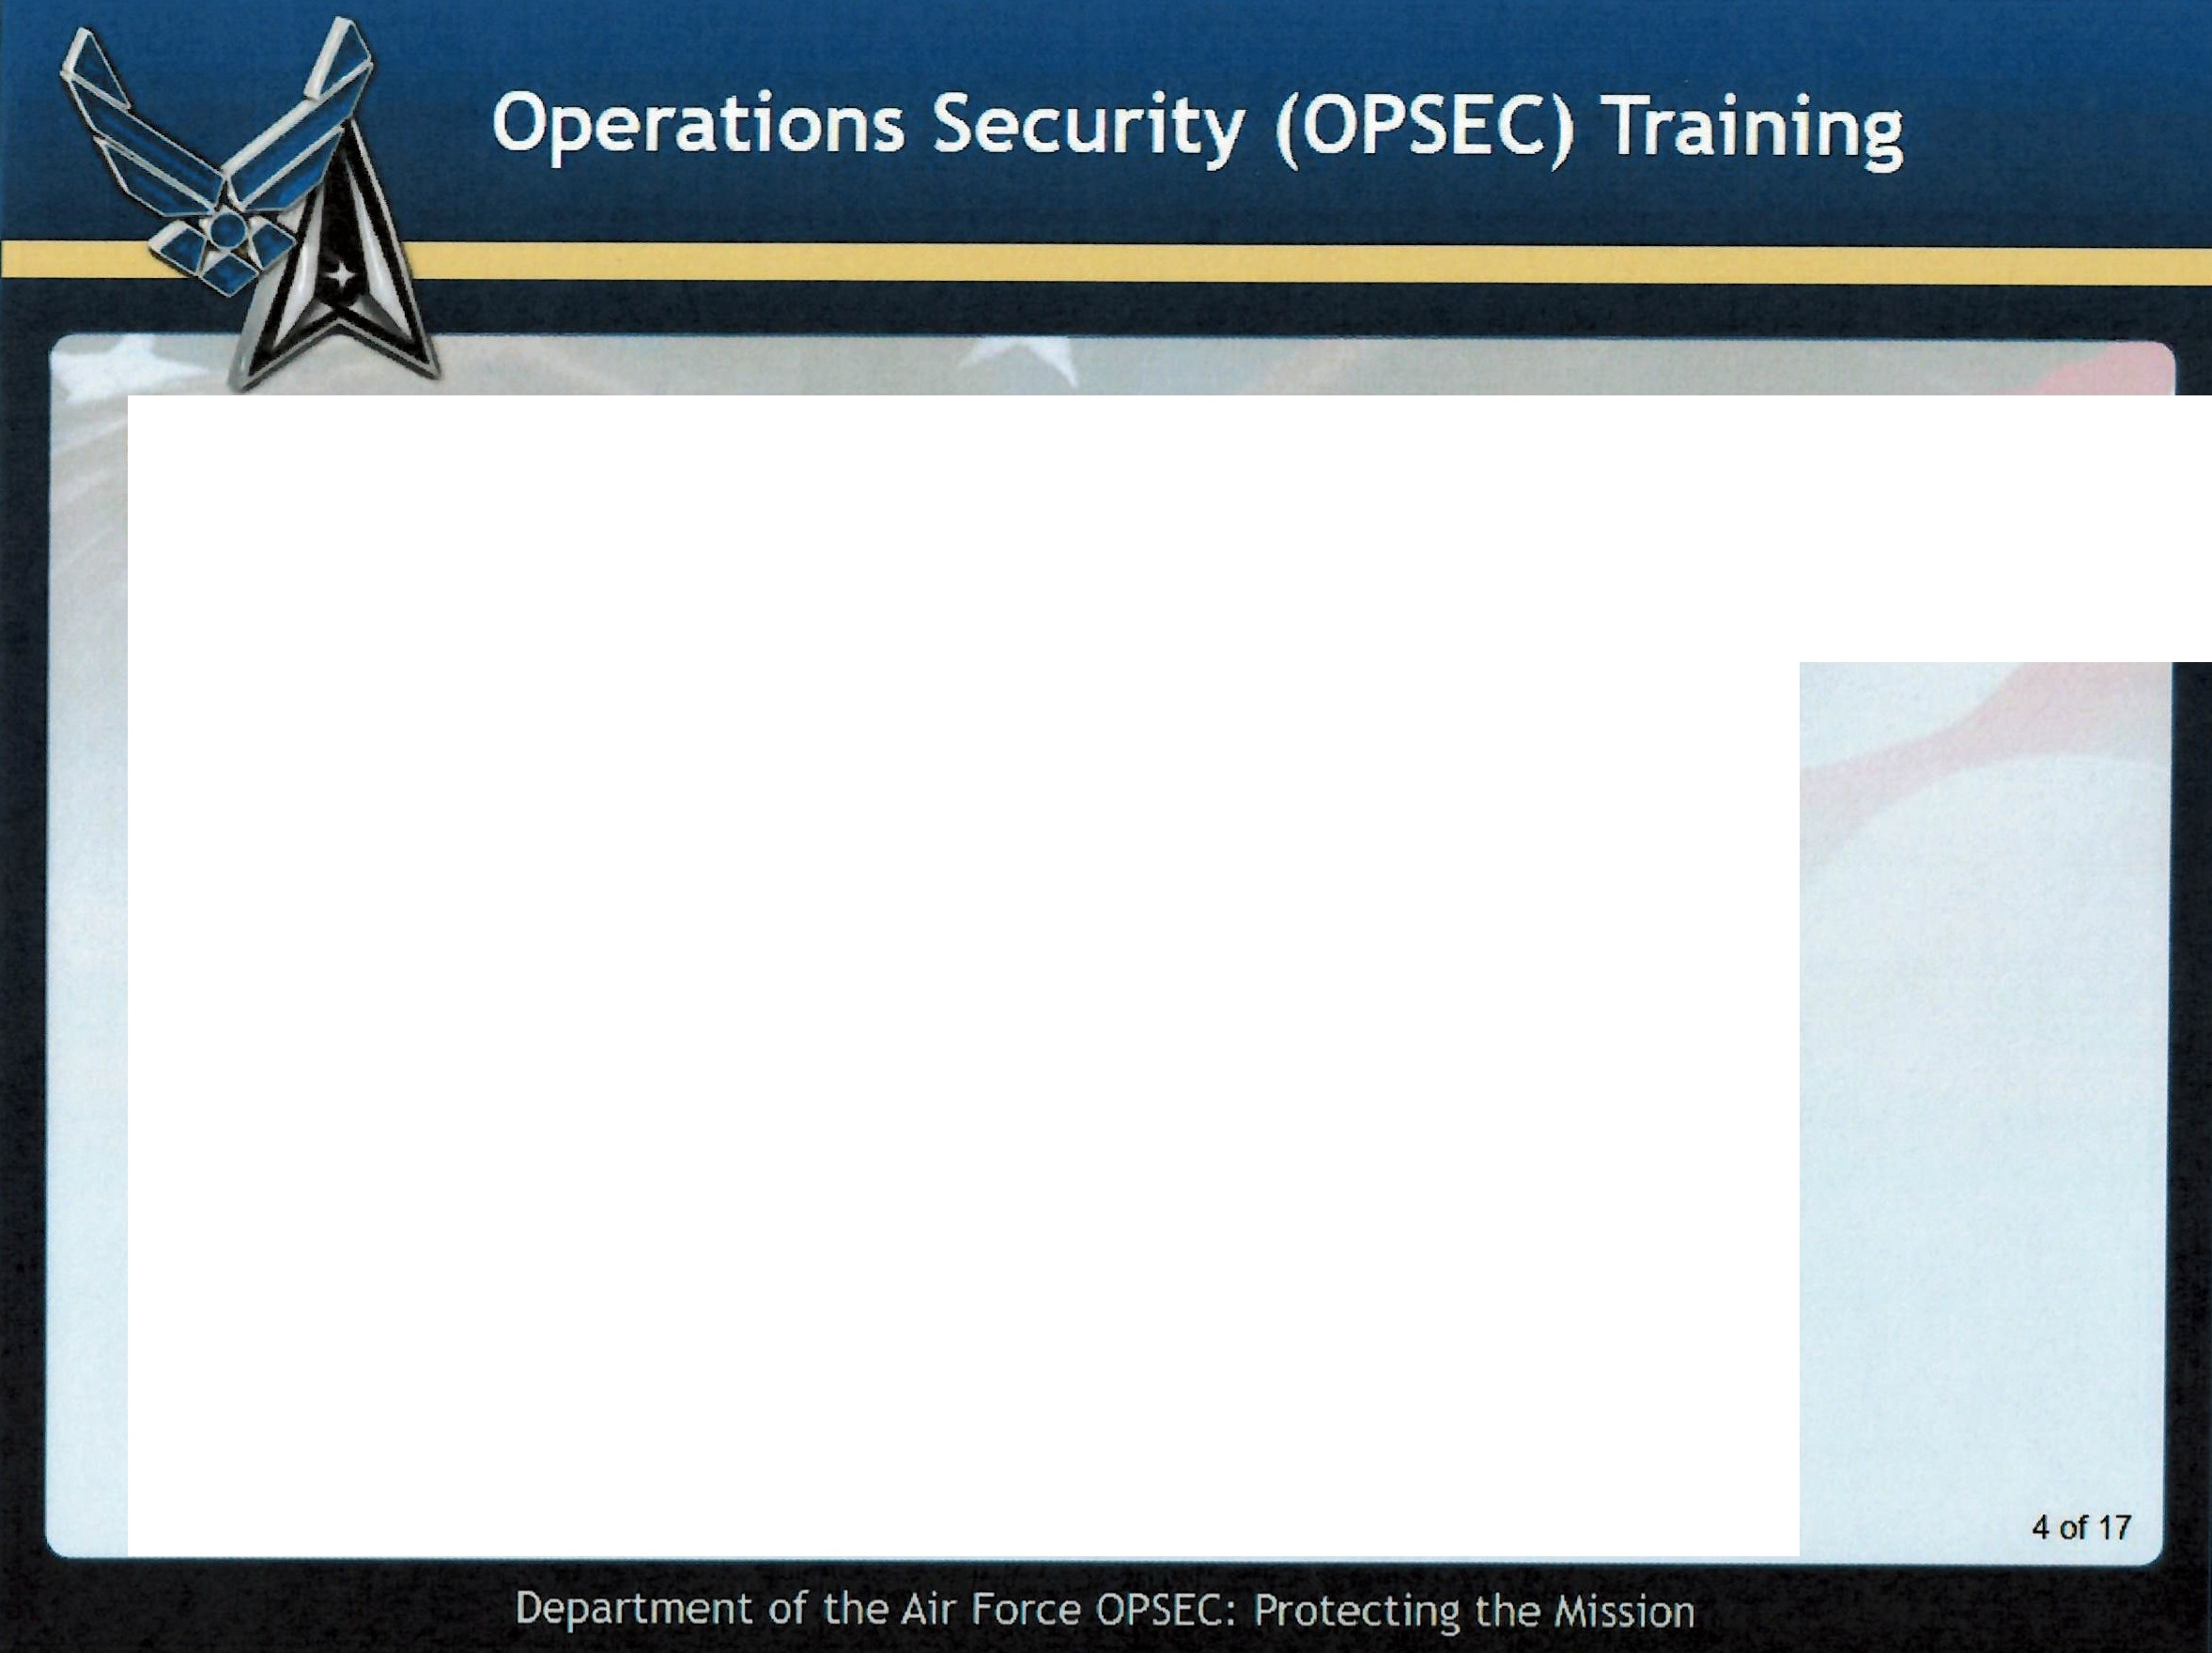 Operations Security (OPSEC) Training
4 of 17
Department of the Air Force OPSEC: Protecting the Mission